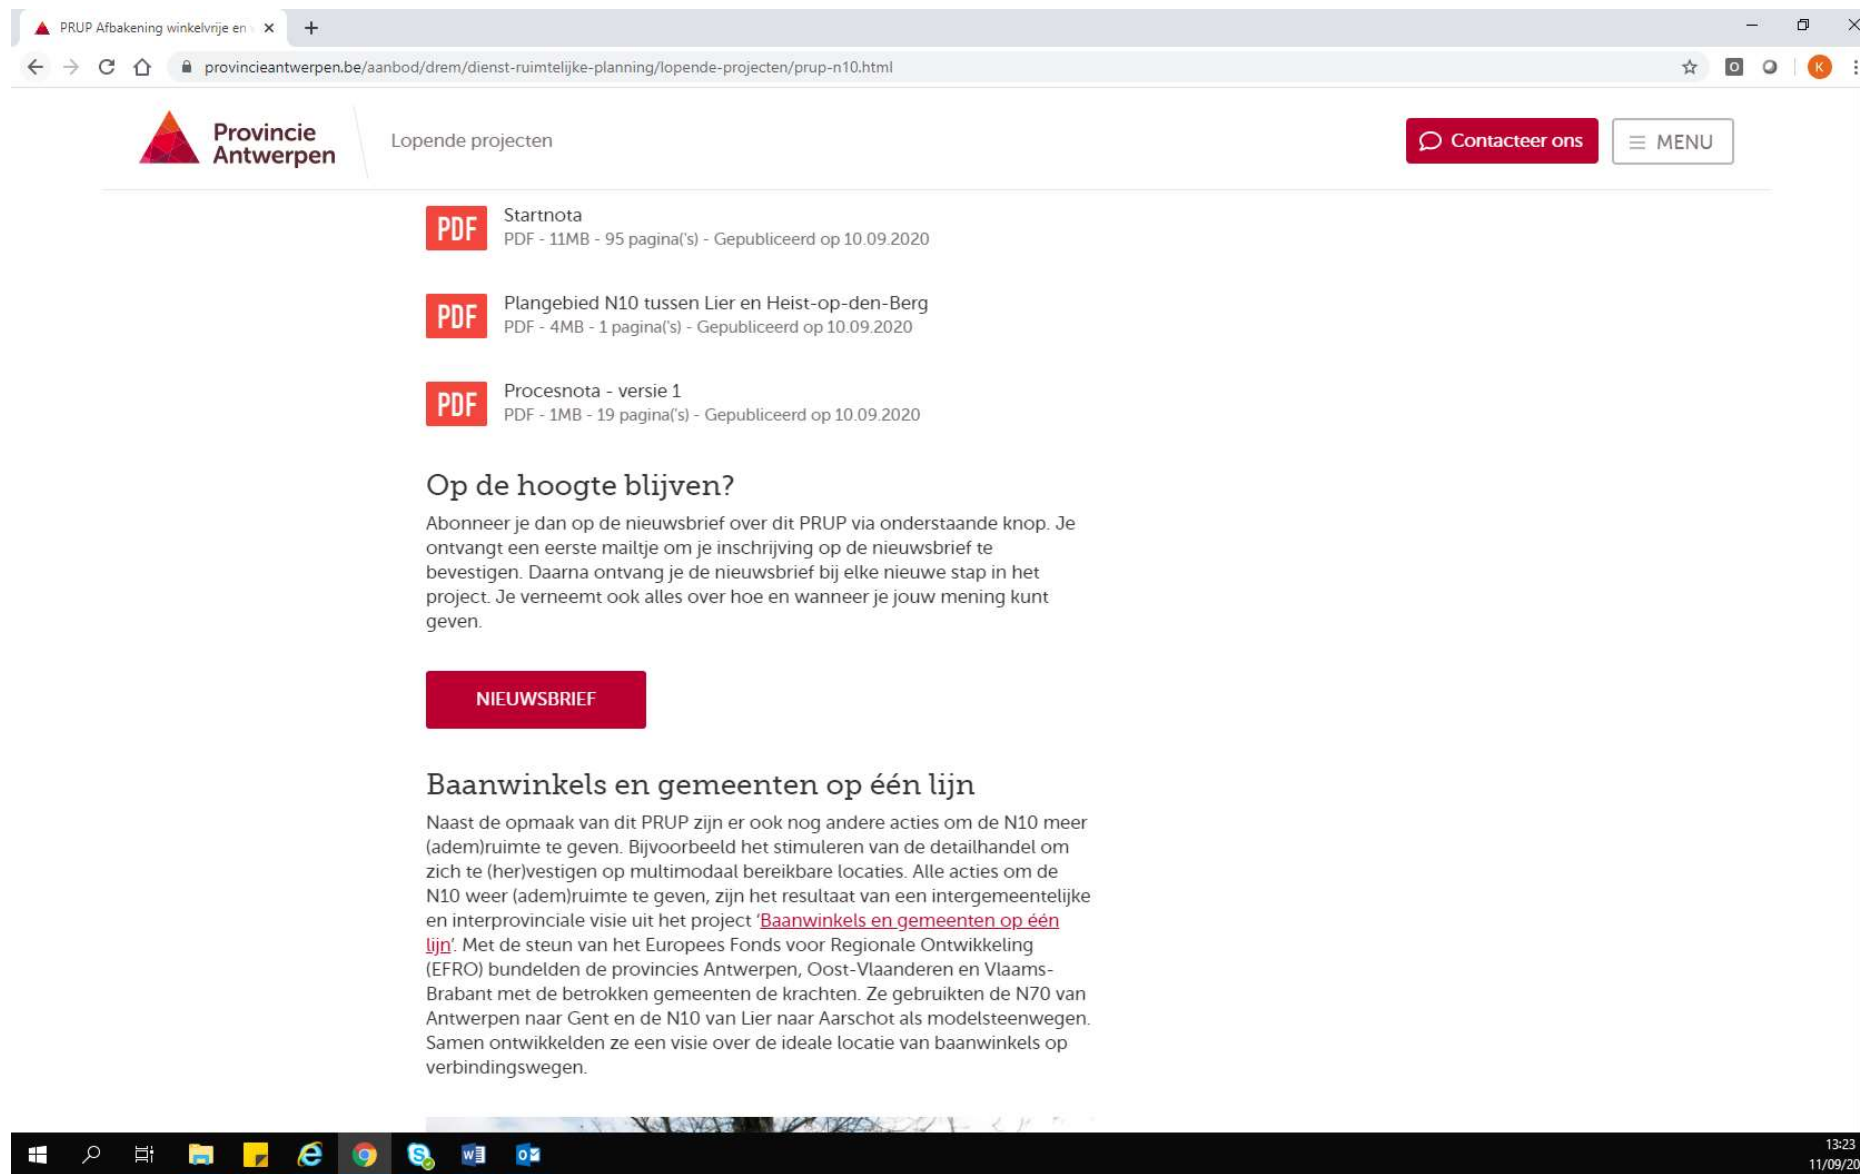 PRUP Afbakening winkelvrije en
provincieantwerpen.be/aanbod/drem/dienst-ruimtelijke-planning/lopende-projecten/prup-n10.html
O
K
Provincie
Antwerpen
Lopende projecten
Contacteer ons
MENU
PDF
Startnota
PDF - 11MB - 95 pagina('s) - Gepubliceerd op 10.09.2020
PDF
Plangebied N10 tussen Lier en Heist-op-den-Berg
PDF - 4MB - 1 pagina('s) - Gepubliceerd op 10.09.2020
PDF
Procesnota - versie 1
PDF - 1MB - 19 pagina('s) - Gepubliceerd op 10.09.2020
Op de hoogte blijven?
Abonneer je dan op de nieuwsbrief over dit PRUP via onderstaande knop. Je
ontvangt een eerste mailtje om je inschrijving op de nieuwsbrief te
bevestigen. Daarna ontvang je de nieuwsbrief bij elke nieuwe stap in het
project. Je verneemt ook alles over hoe en wanneer je jouw mening kunt
geven.
NIEUWSBRIEF
Baanwinkels en gemeenten op één lijn
Naast de opmaak van dit PRUP zijn er ook nog andere acties om de N10 meer
(adem)ruimte te geven. Bijvoorbeeld het stimuleren van de detailhandel om
zich te (her)vestigen op multimodaal bereikbare locaties. Alle acties om de
N10 weer (adem)ruimte te geven, zijn het resultaat van een intergemeentelijke
en interprovinciale visie uit het project ‘Baanwinkels en gemeenten op één
lijn’. Met de steun van het Europees Fonds voor Regionale Ontwikkeling
(EFRO) bundelden de provincies Antwerpen, Oost-Vlaanderen en Vlaams-
Brabant met de betrokken gemeenten de krachten. Ze gebruikten de N70 van
Antwerpen naar Gent en de N10 van Lier naar Aarschot als modelsteenwegen.
Samen ontwikkelden ze een visie over de ideale locatie van baanwinkels op
verbindingswegen.
13:23
11/09/20